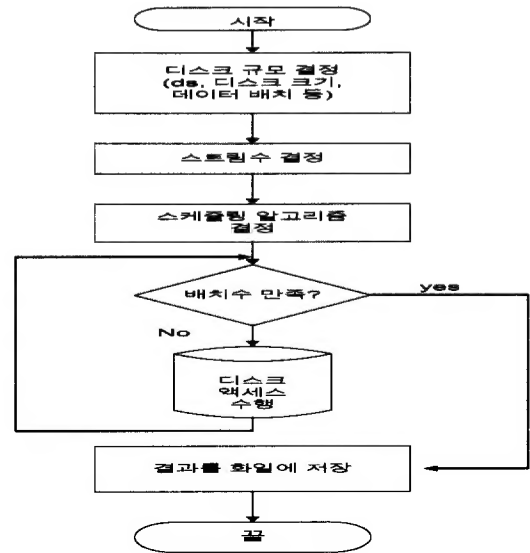 시작
디스크 규모 결정
(ds, 디스크 크기,
데이터 배치 등)
스트림수 결정
스케줄링 알고리즘
결정
배치수 만족?
yes
No
디스크
액세스
수행
결과를 화일에 저장
끝